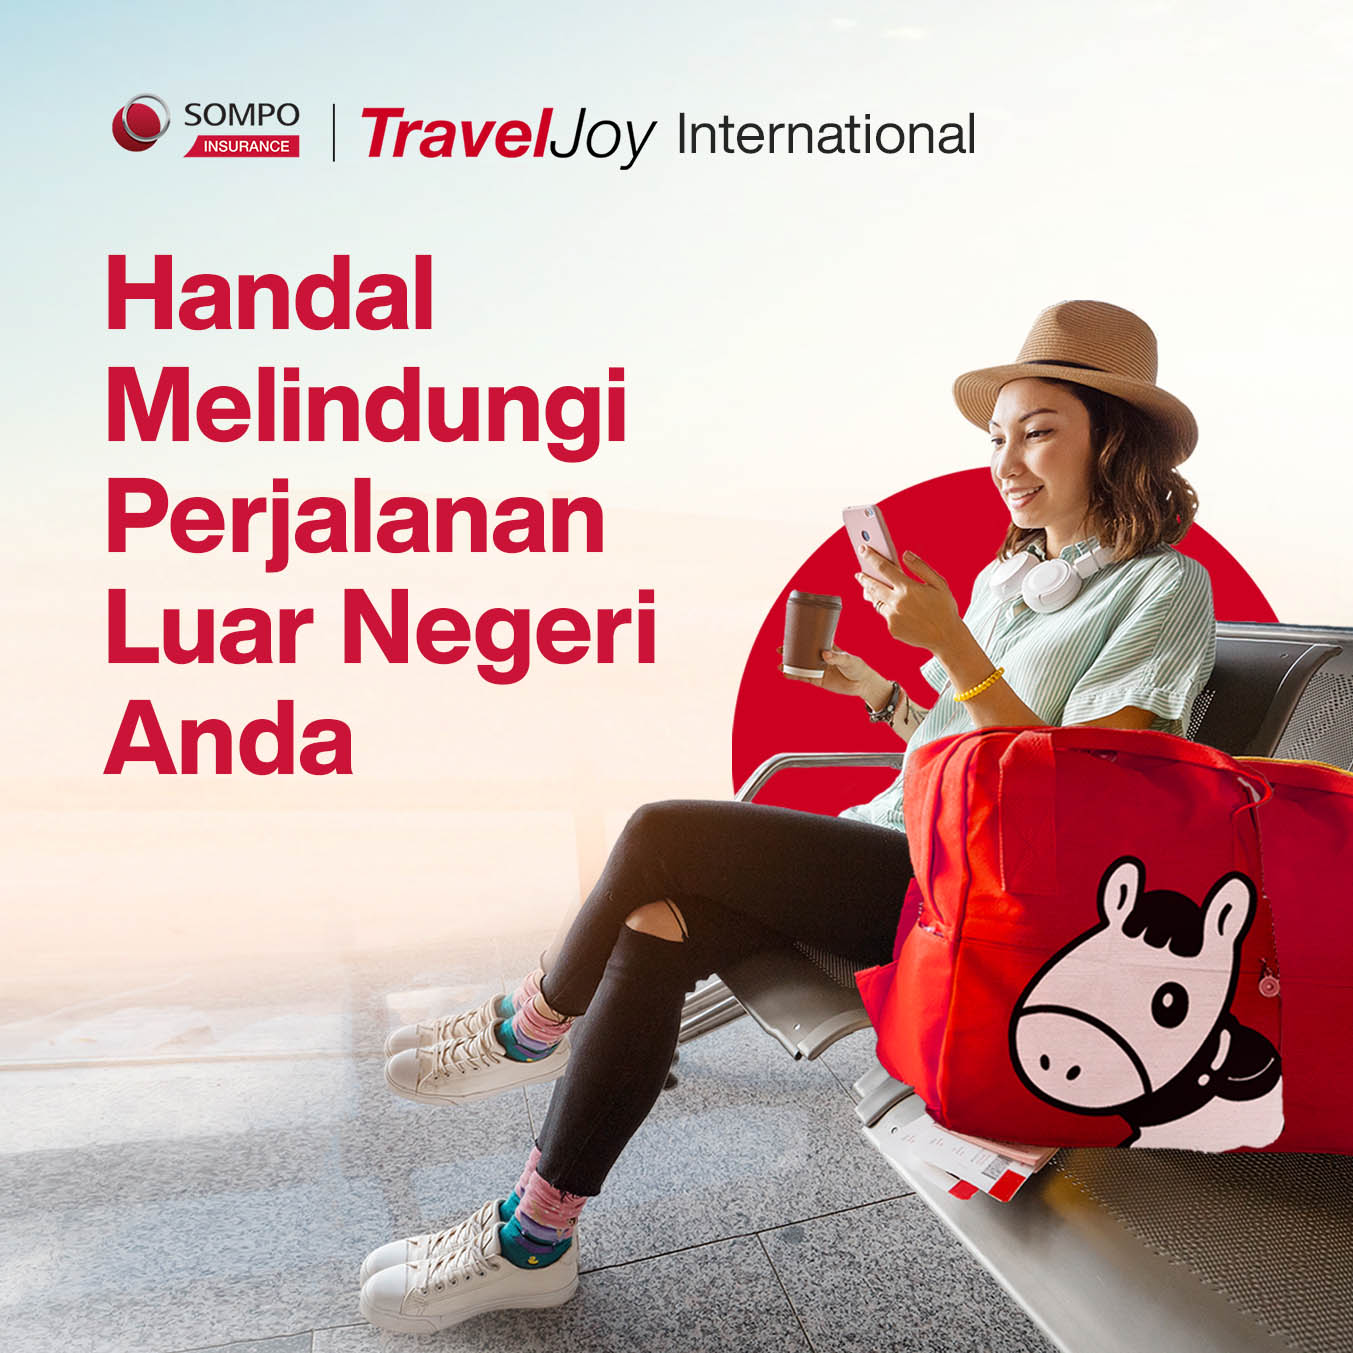 SOMPO INSURANCE | TravelJoy International
Handal
Melindungi
Perjalanan
Luar Negeri
Anda